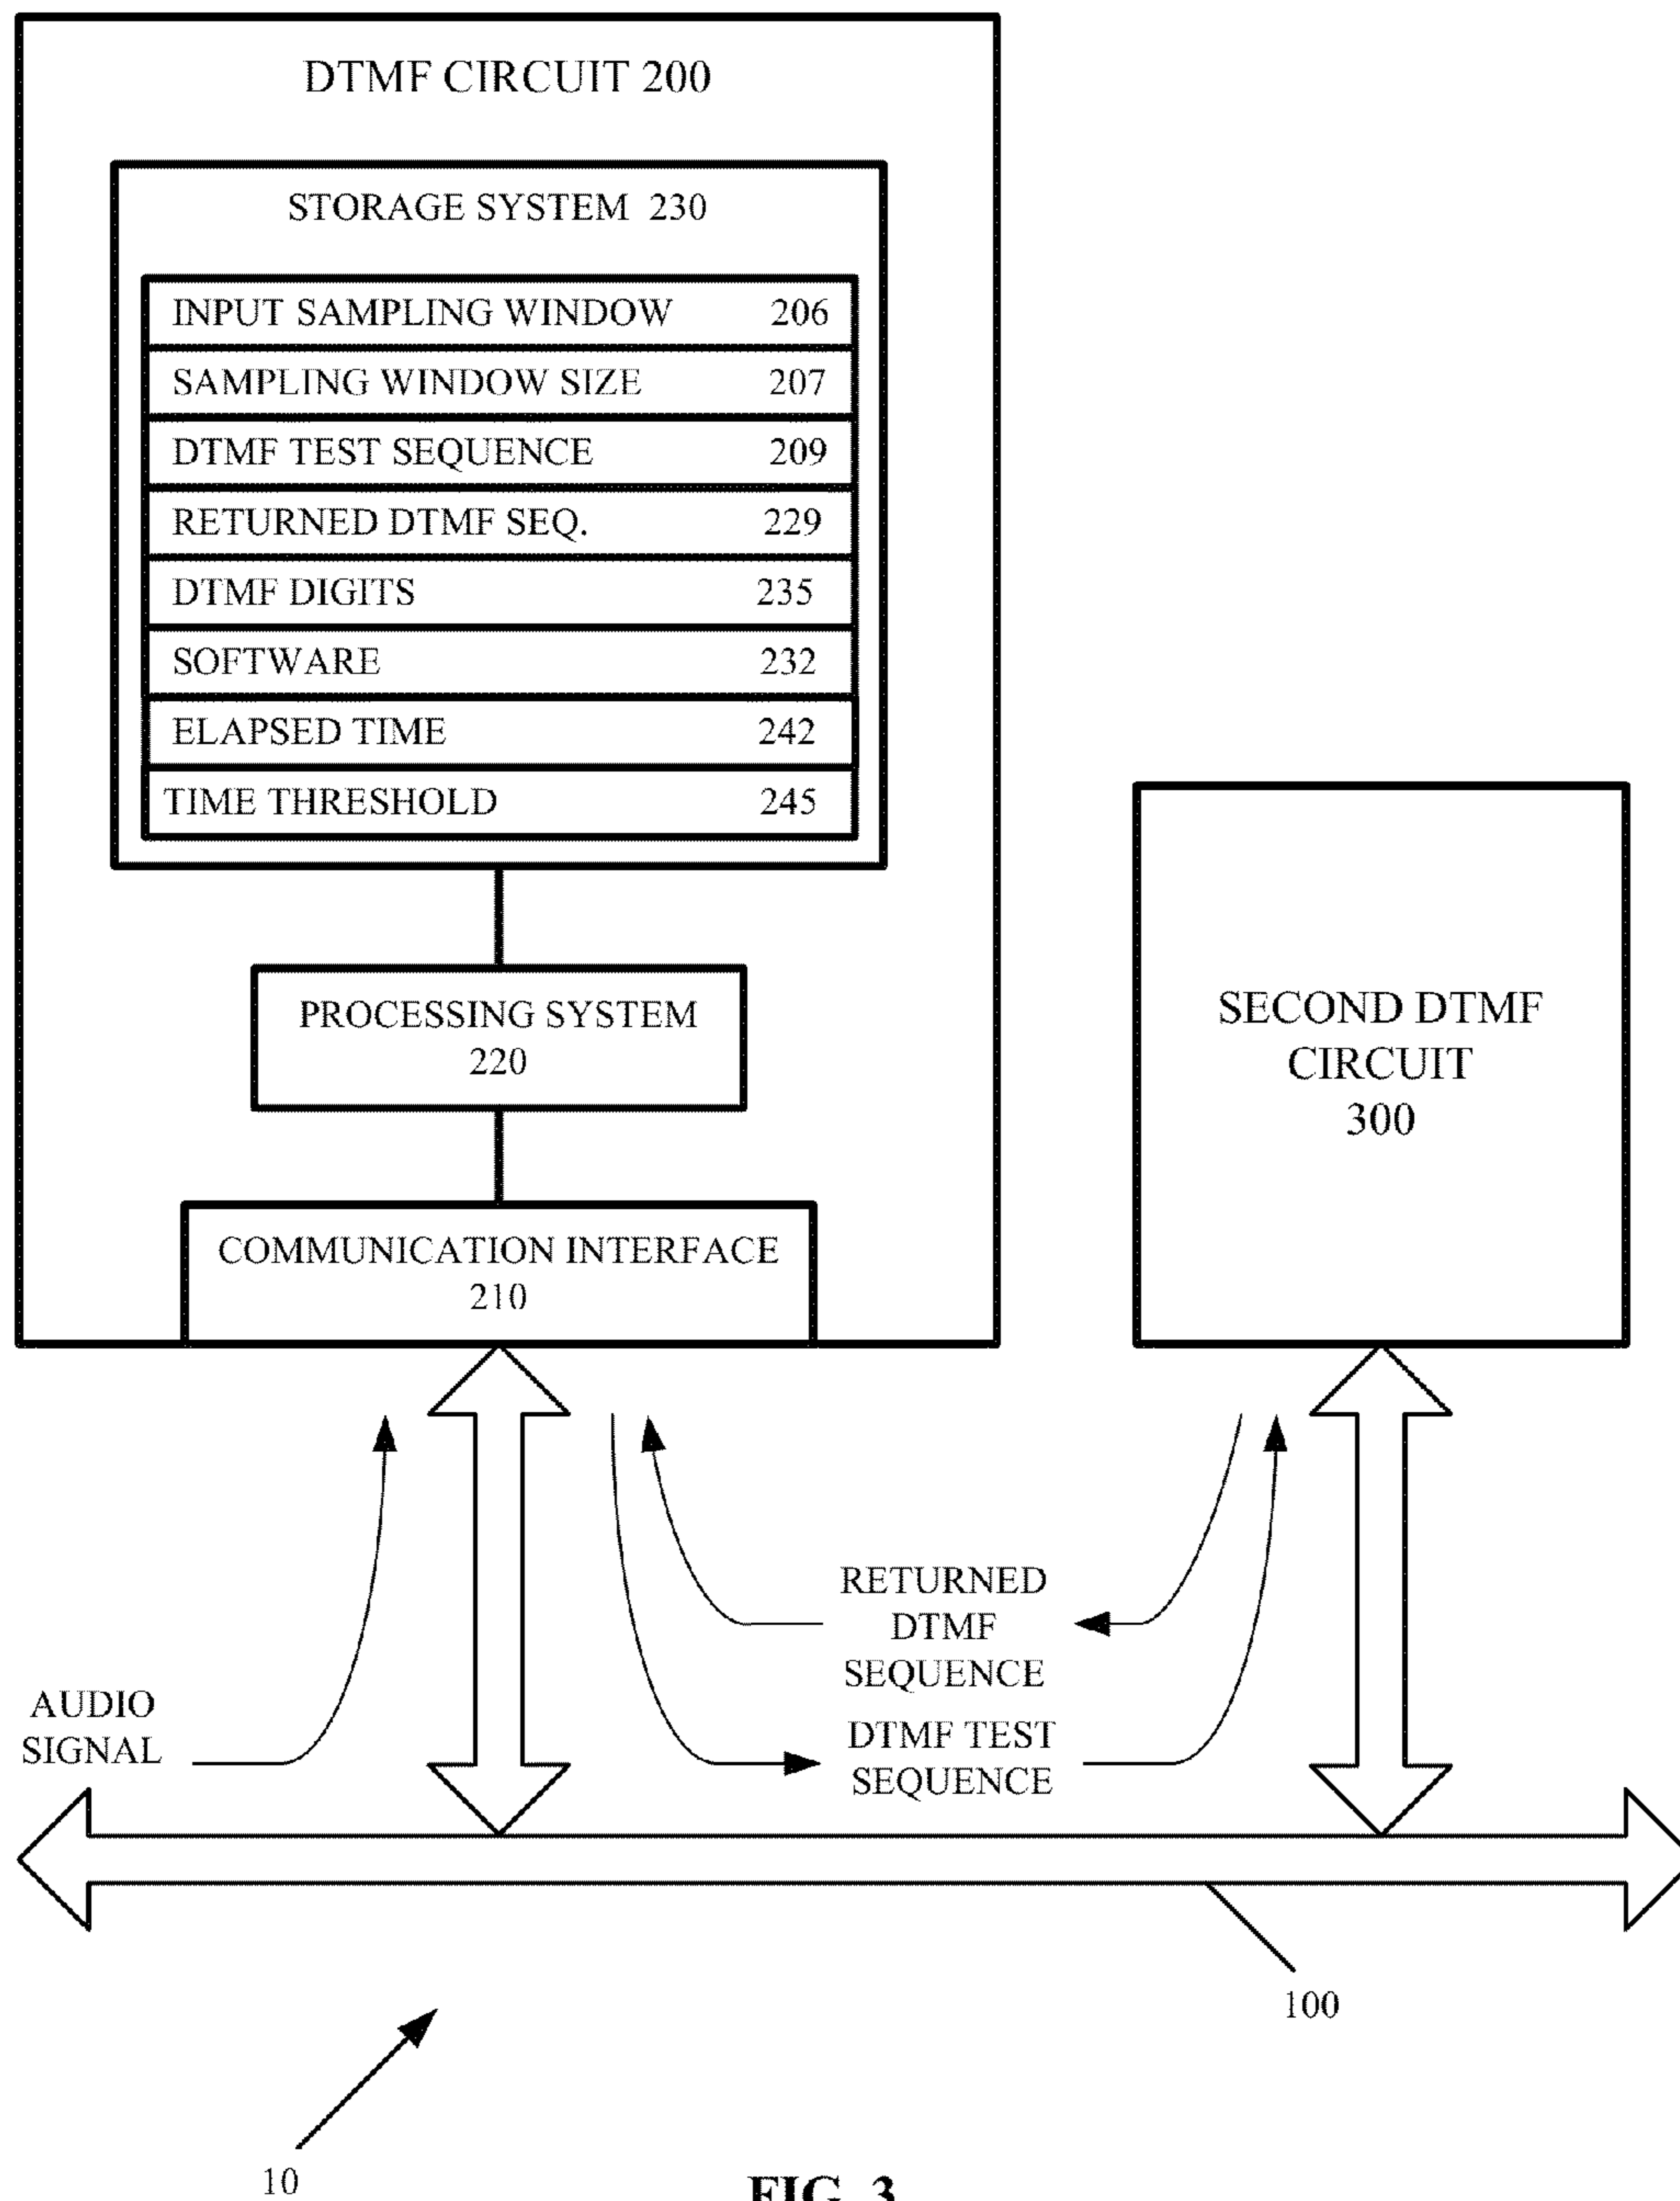 DTMF CIRCUIT 200
STORAGE SYSTEM 230
INPUT SAMPLING WINDOW 206
SAMPLING WINDOW SIZE 207
DTMF TEST SEQUENCE 209
RETURNED DTMF SEQ. 229
DTMF DIGITS 235
SOFTWARE 232
ELAPSED TIME 242
TIME THRESHOLD 245
PROCESSING SYSTEM
220
COMMUNICATION INTERFACE
210
SECOND DTMF
CIRCUIT
300
RETURNED
DTMF
SEQUENCE
AUDIO
SIGNAL
DTMF TEST
SEQUENCE
100
10
FIG. 3